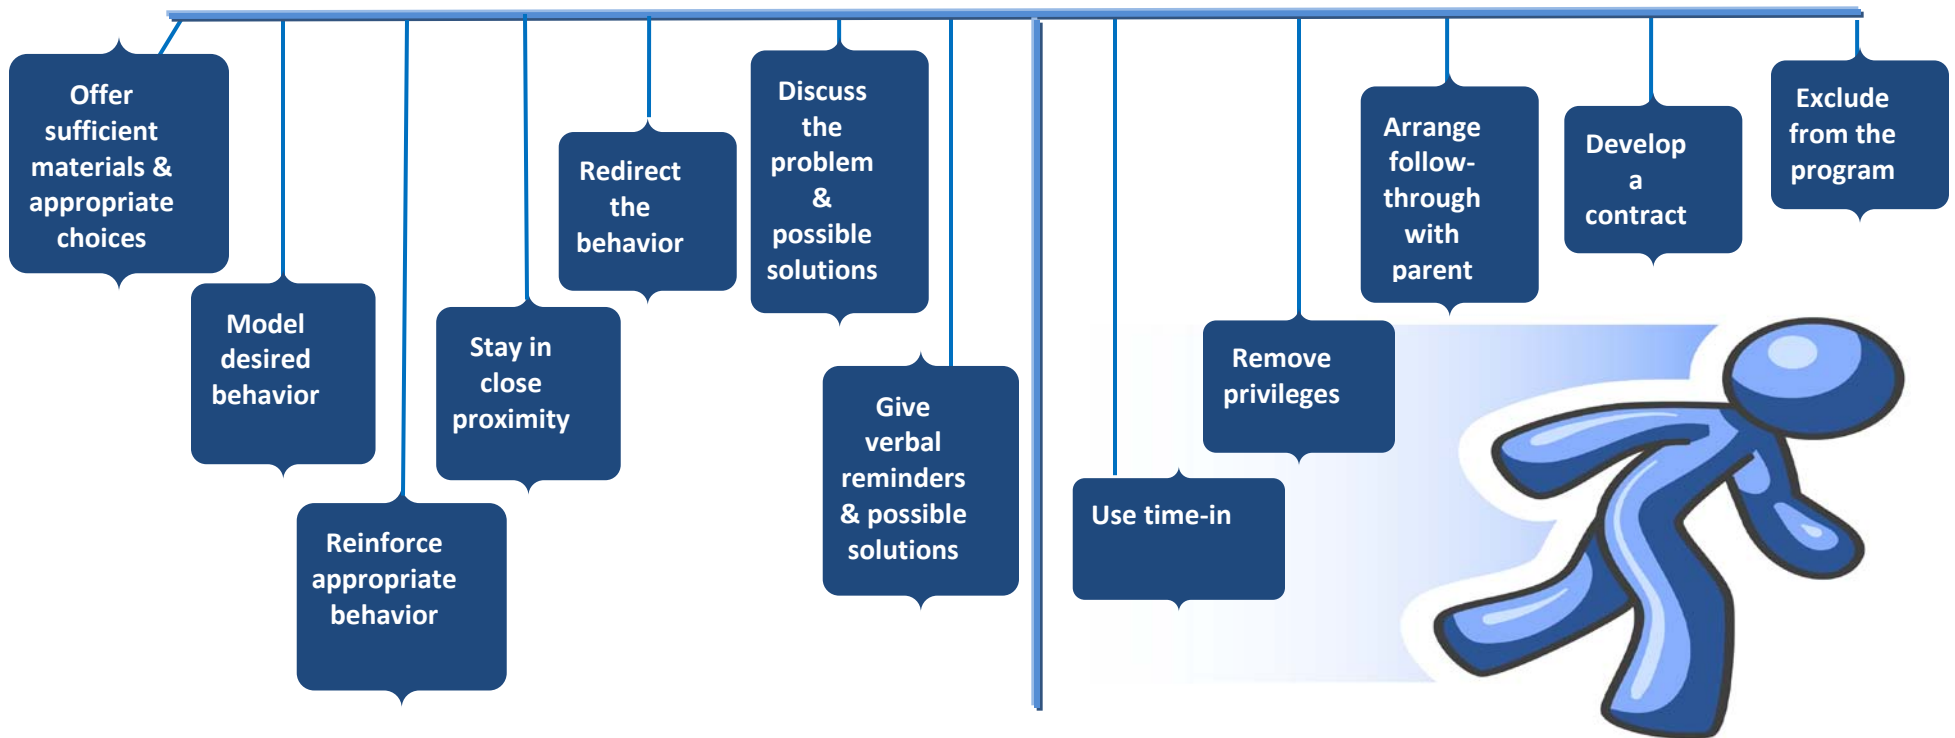 Offer
sufficient
materials &
appropriate
choices
Model
desired
behavior
Reinforce
appropriate
behavior
Stay in
close
proximity
Redirect
the
behavior
Discuss
the
problem
&
possible
solutions
Give
verbal
reminders
& possible
solutions
Use time-in
Remove
privileges
Arrange
follow-
through
with
parent
Develop
a
contract
Exclude
from the
program